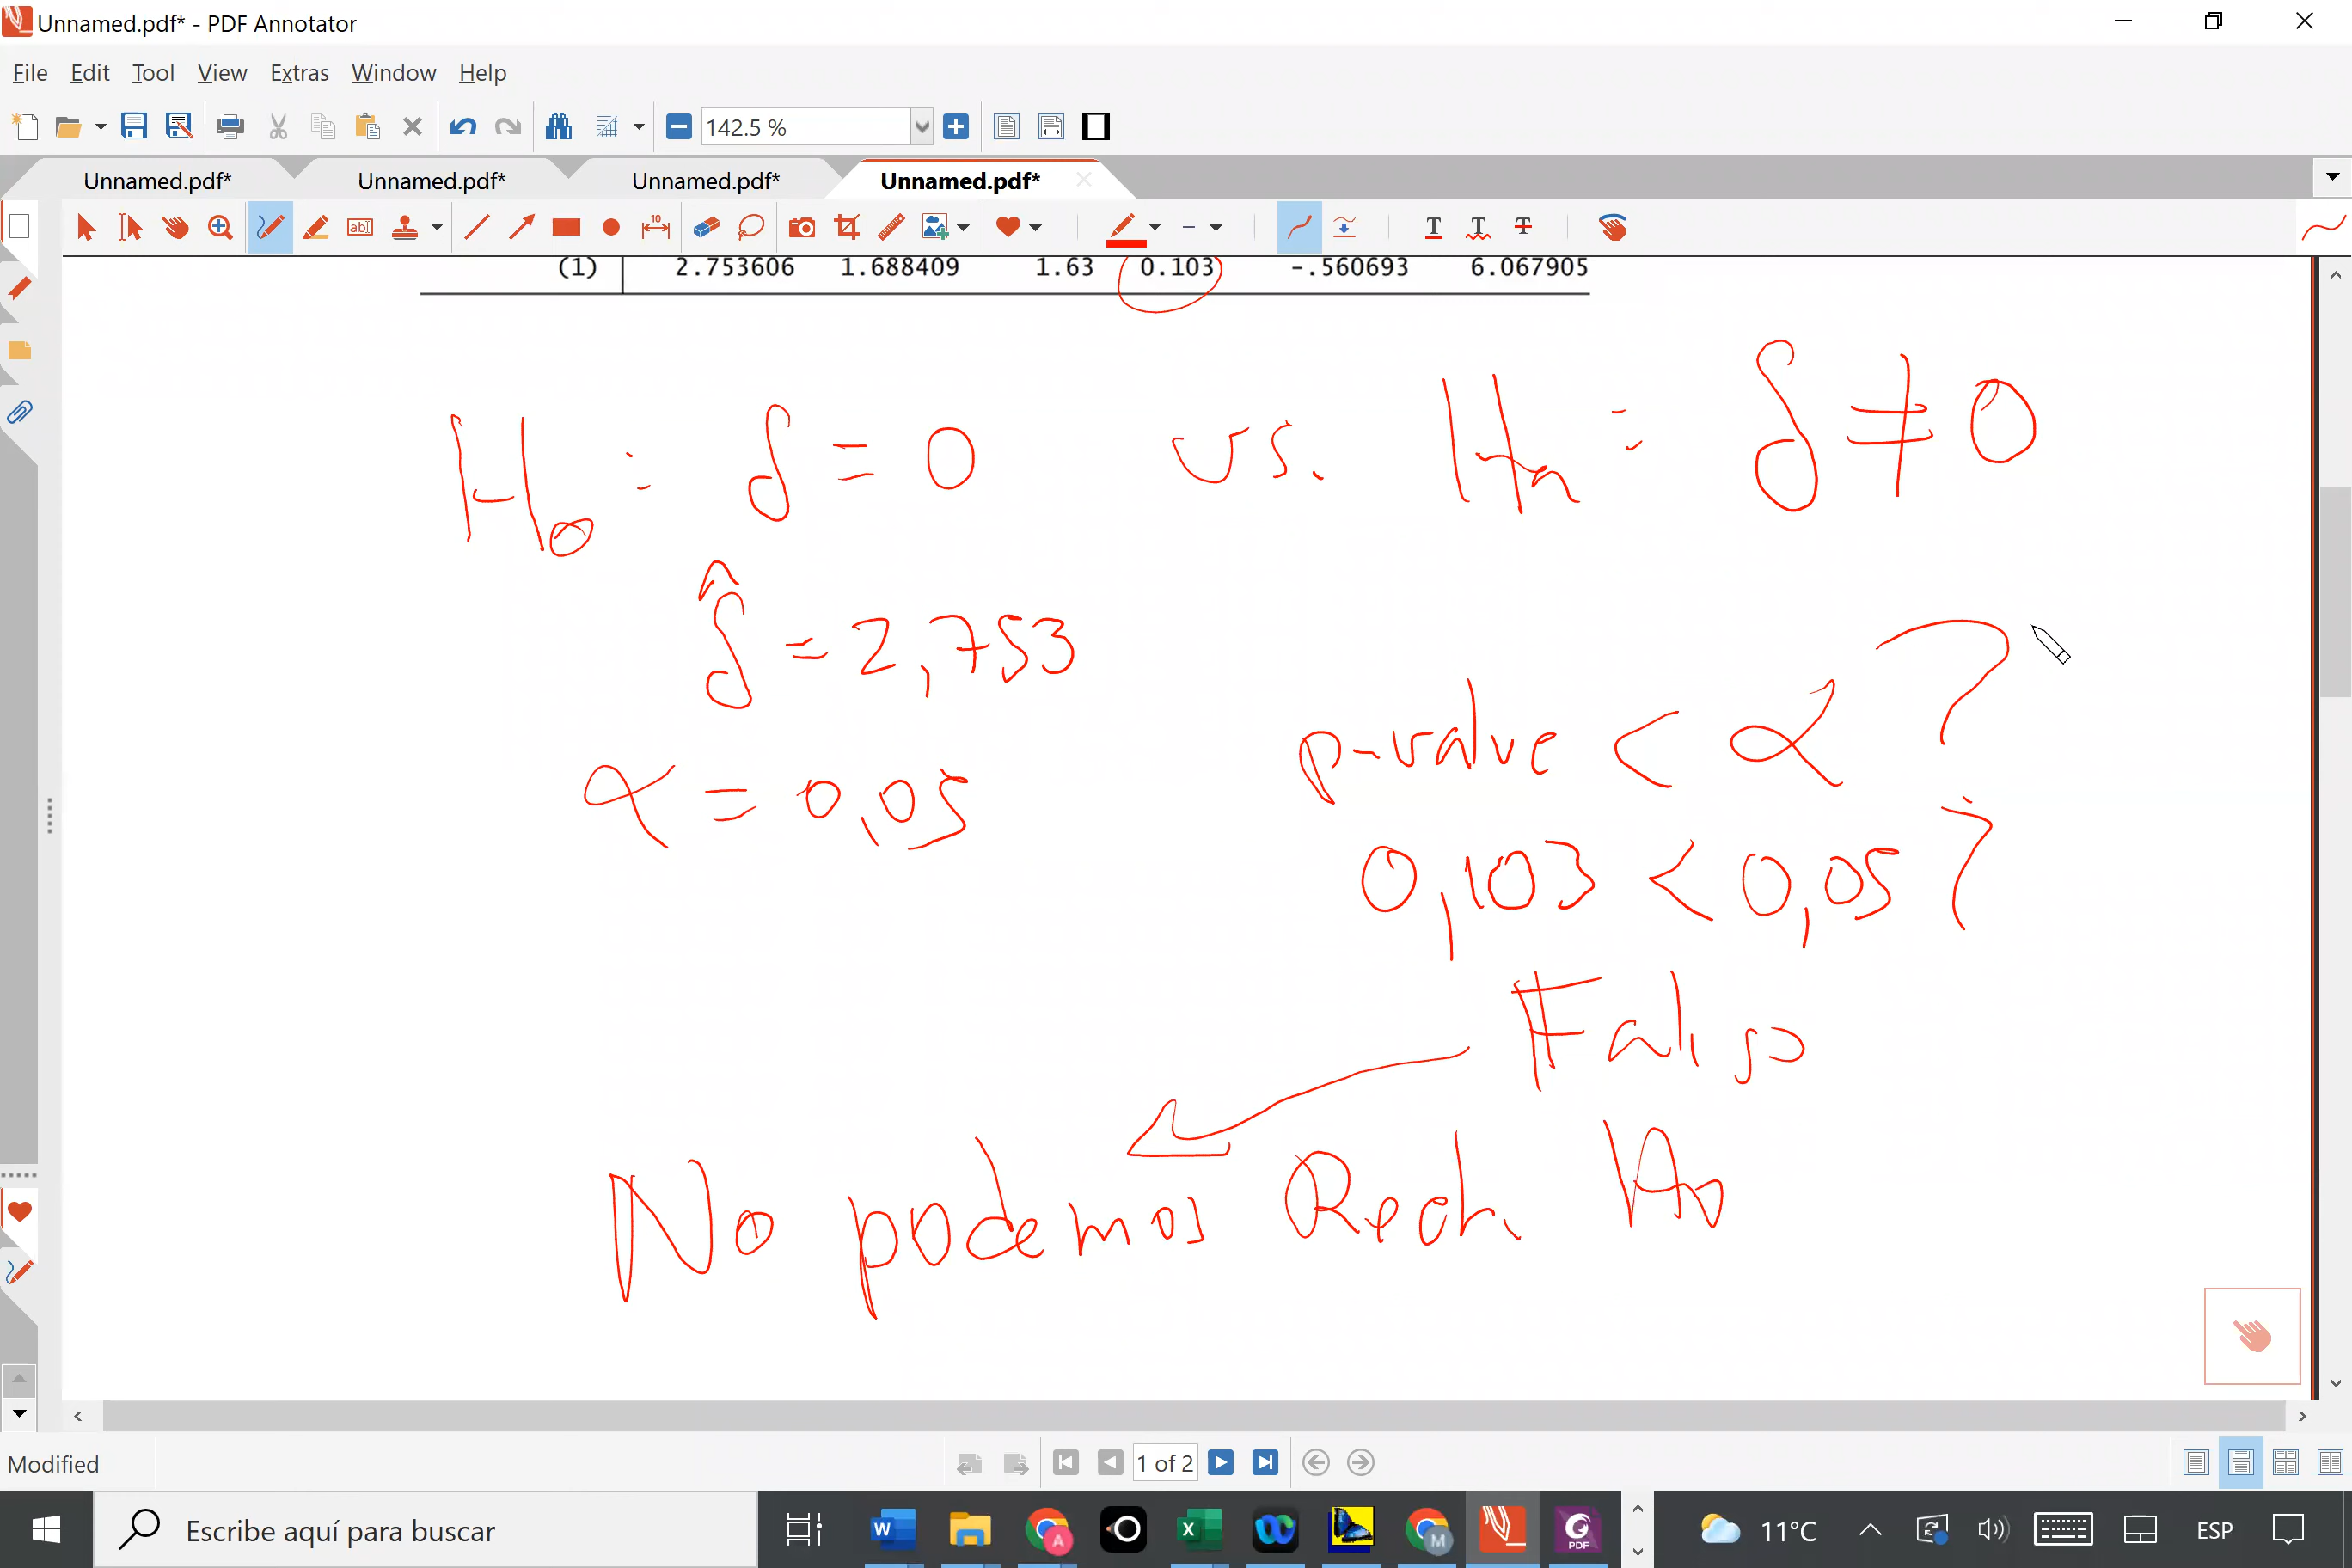 Unnamed.pdf* - PDF Annotator
File Edit Tool View Extras Window Help
142.5 %
Unnamed.pdf* Unnamed.pdf* Unnamed.pdf* Unnamed.pdf*
(1) 2.753606 1.688409 1.63 0.103 -.560693 6.067905
H0 : δ = 0 vs. Ha : δ ≠ 0
δ̂ = 2,753
p-value < α ?
α = 0,05
0,103 < 0,05 ?
Falso
No podemos Rech. H0
Modified
1 of 2
Escribe aquí para buscar
11°C
ESP